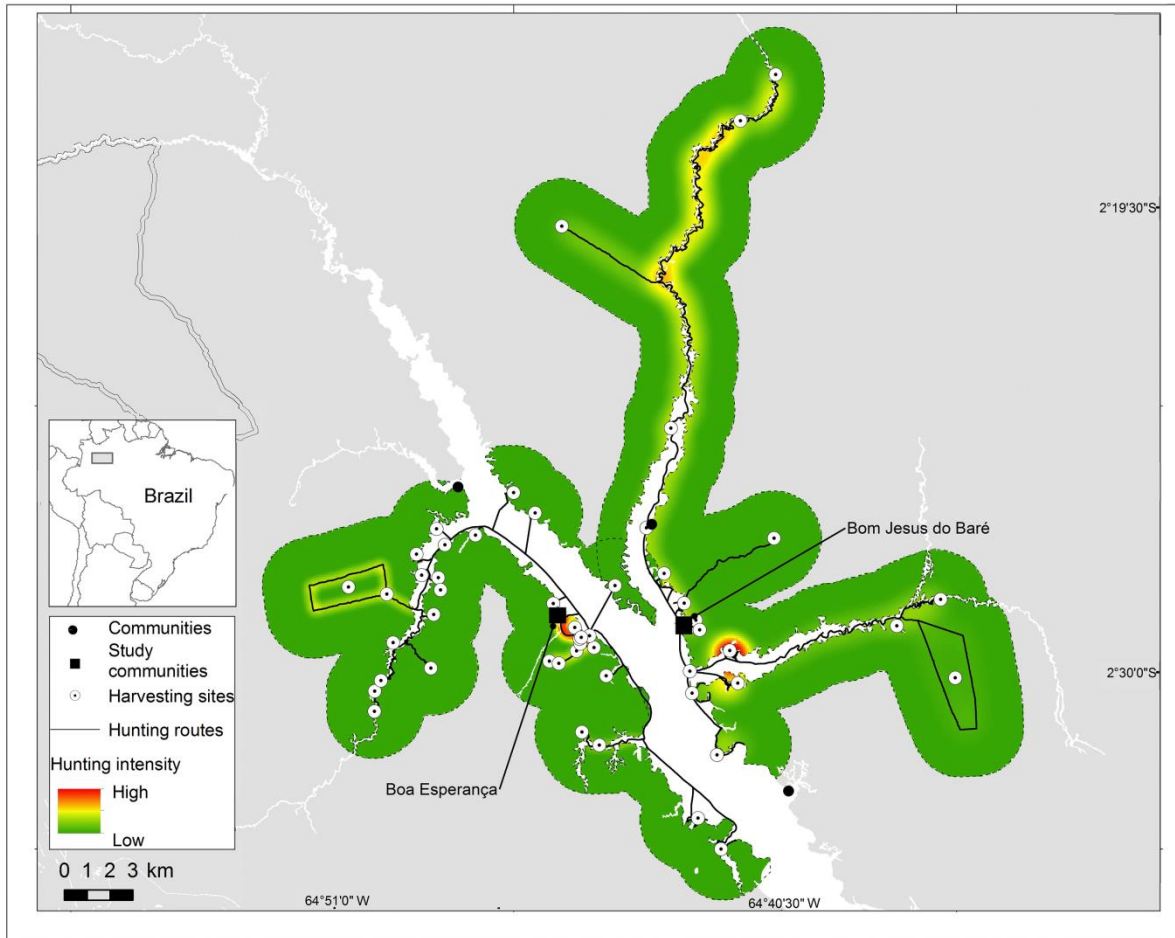 2°19'30"S
Brazil
Bom Jesus do Baré
Communities
Study
communities
Harvesting sites
Hunting routes
Hunting intensity
High
Low
2°30'0"S
Boa Esperança
0 1 2 3 km
64°51'0" W
64°40'30" W